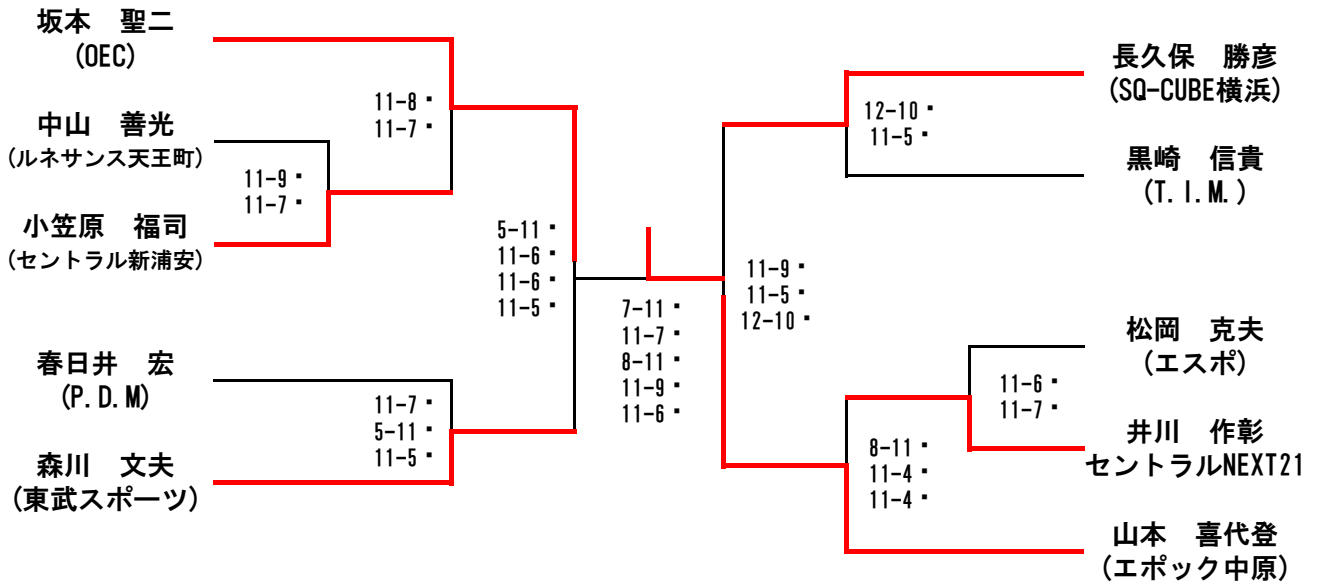 坂本　聖二
(OEC)
中山　善光
(ルネサンス天王町)
小笠原　福司
(セントラル新浦安)
春日井　宏
(P.D.M)
森川　文夫
(東武スポーツ)
11-9・
11-7・
11-8・
11-7・
11-7・
5-11・
11-5・
5-11・
11-6・
11-6・
11-5・
7-11・
11-7・
8-11・
11-9・
11-6・
11-9・
11-5・
12-10・
12-10・
11-5・
8-11・
11-4・
11-4・
11-6・
11-7・
長久保　勝彦
(SQ-CUBE横浜)
黒崎　信貴
(T.I.M.)
松岡　克夫
(エスポ)
井川　作彰
セントラルNEXT21
山本　喜代登
(エポック中原)